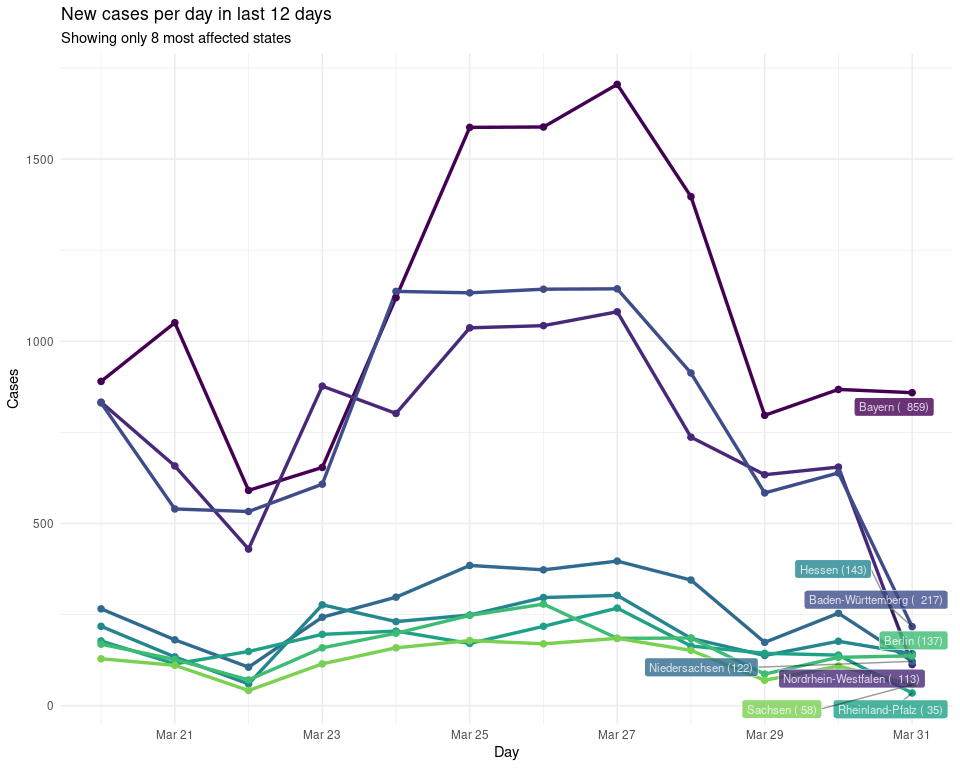 New cases per day in last 12 days
Showing only 8 most affected states
Cases
1500
1000
500
0
Bayern (  859)
Hessen (143)
Baden-Württemberg (  217)
Berlin (137)
Niedersachsen (122)
Nordrhein-Westfalen ( 113)
Sachsen ( 58)
Rheinland-Pfalz ( 35)
Mar 21
Mar 23
Mar 25
Mar 27
Mar 29
Mar 31
Day